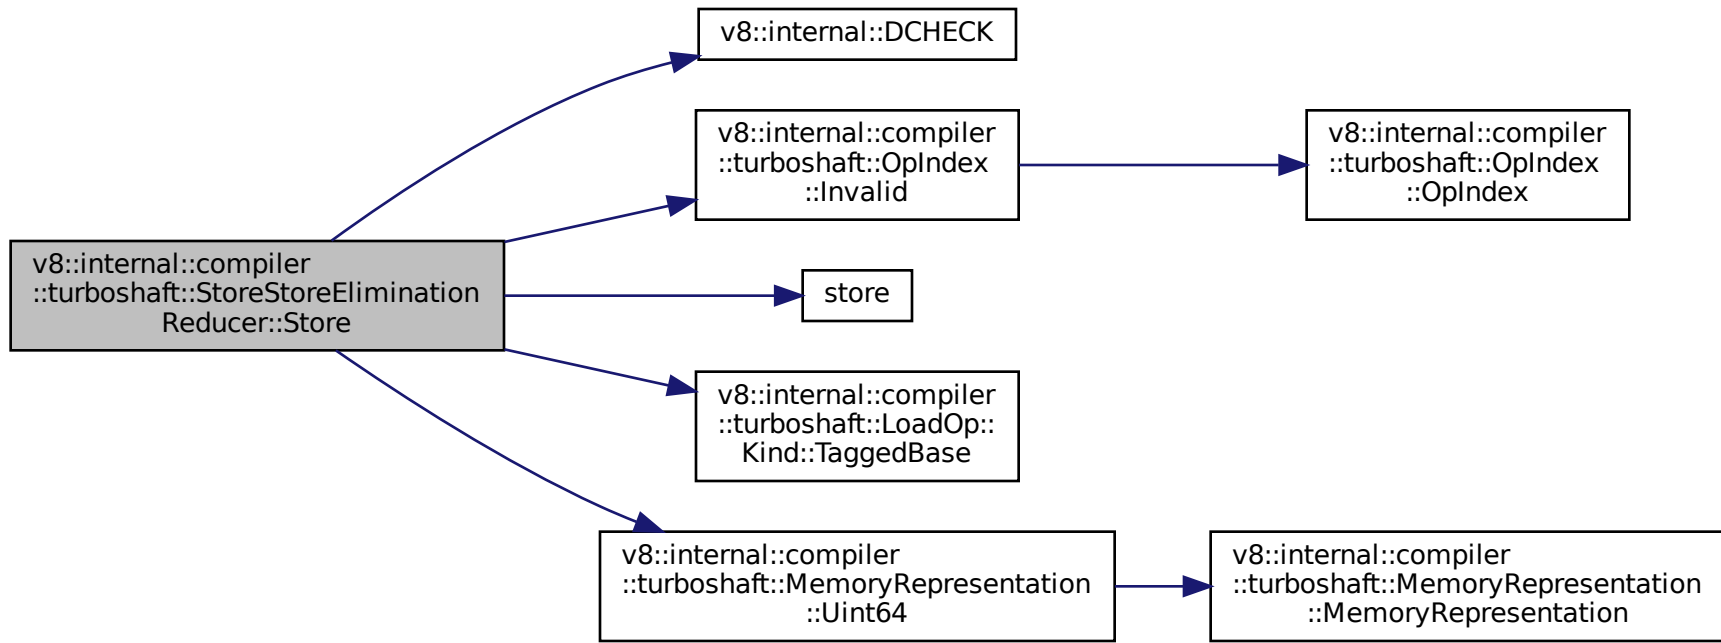 v8::internal::DCHECK
v8::internal::compiler
::turboshaft::OpIndex
::Invalid
v8::internal::compiler
::turboshaft::OpIndex
::OpIndex
v8::internal::compiler
::turboshaft::StoreStoreElimination
Reducer::Store
store
v8::internal::compiler
::turboshaft::LoadOp::
Kind::TaggedBase
v8::internal::compiler
::turboshaft::MemoryRepresentation
::Uint64
v8::internal::compiler
::turboshaft::MemoryRepresentation
::MemoryRepresentation